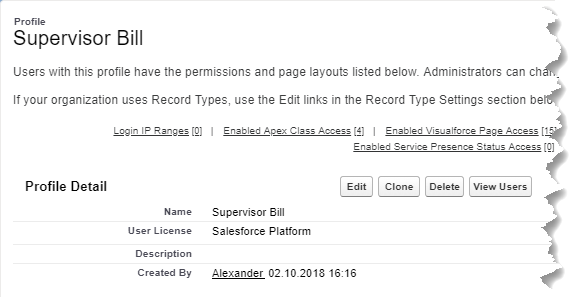 Profile
Supervisor Bill
Users with this profile have the permissions and page layouts listed below. Administrators can
If your organization uses Record Types, use the Edit links in the Record Type Settings section
Login IP Ranges [0] | Enabled Apex Class Access [4] | Enabled Visualforce Page Access [15
Enabled Service Presence Status Access [0]
Profile Detail Edit Clone Delete View Users
Name Supervisor Bill
User License Salesforce Platform
Description
Created By Alexander 02.10.2018 16:16